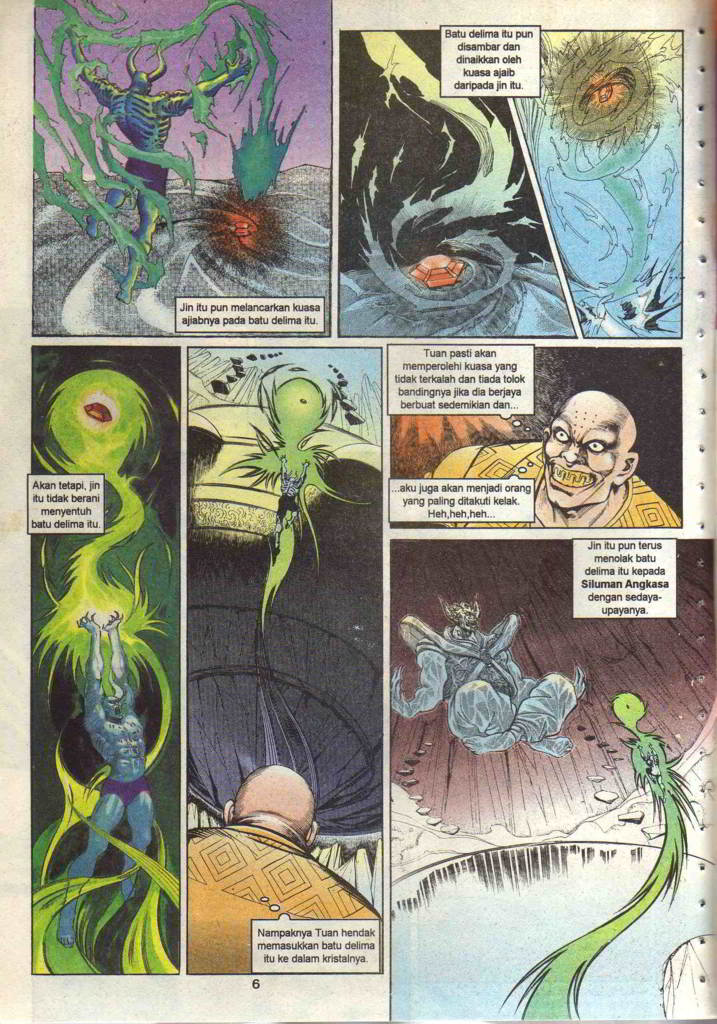 Jin itu pun melancarkan kuasa
ajiabnya pada batu delima itu.
Batu delima itu pun
disambar dan
dinaikkan oleh
kuasa ajaib
daripada jin itu.
Akan tetapi, jin
itu tidak berani
menyentuh
batu delima itu.
Nampaknya Tuan hendak
memasukkan batu delima
itu ke dalam kristalnya.
Tuan pasti akan
memperolehi kuasa yang
tidak terkalah dan tiada tolok
bandingnya jika dia berjaya
berbuat sedemikian dan...
...aku juga akan menjadi orang
yang paling ditakuti kelak.
Heh,heh,heh...
Jin itu pun terus
menolak batu
delima itu kepada
Siluman Angkasa
dengan sedaya-
upayanya.
6